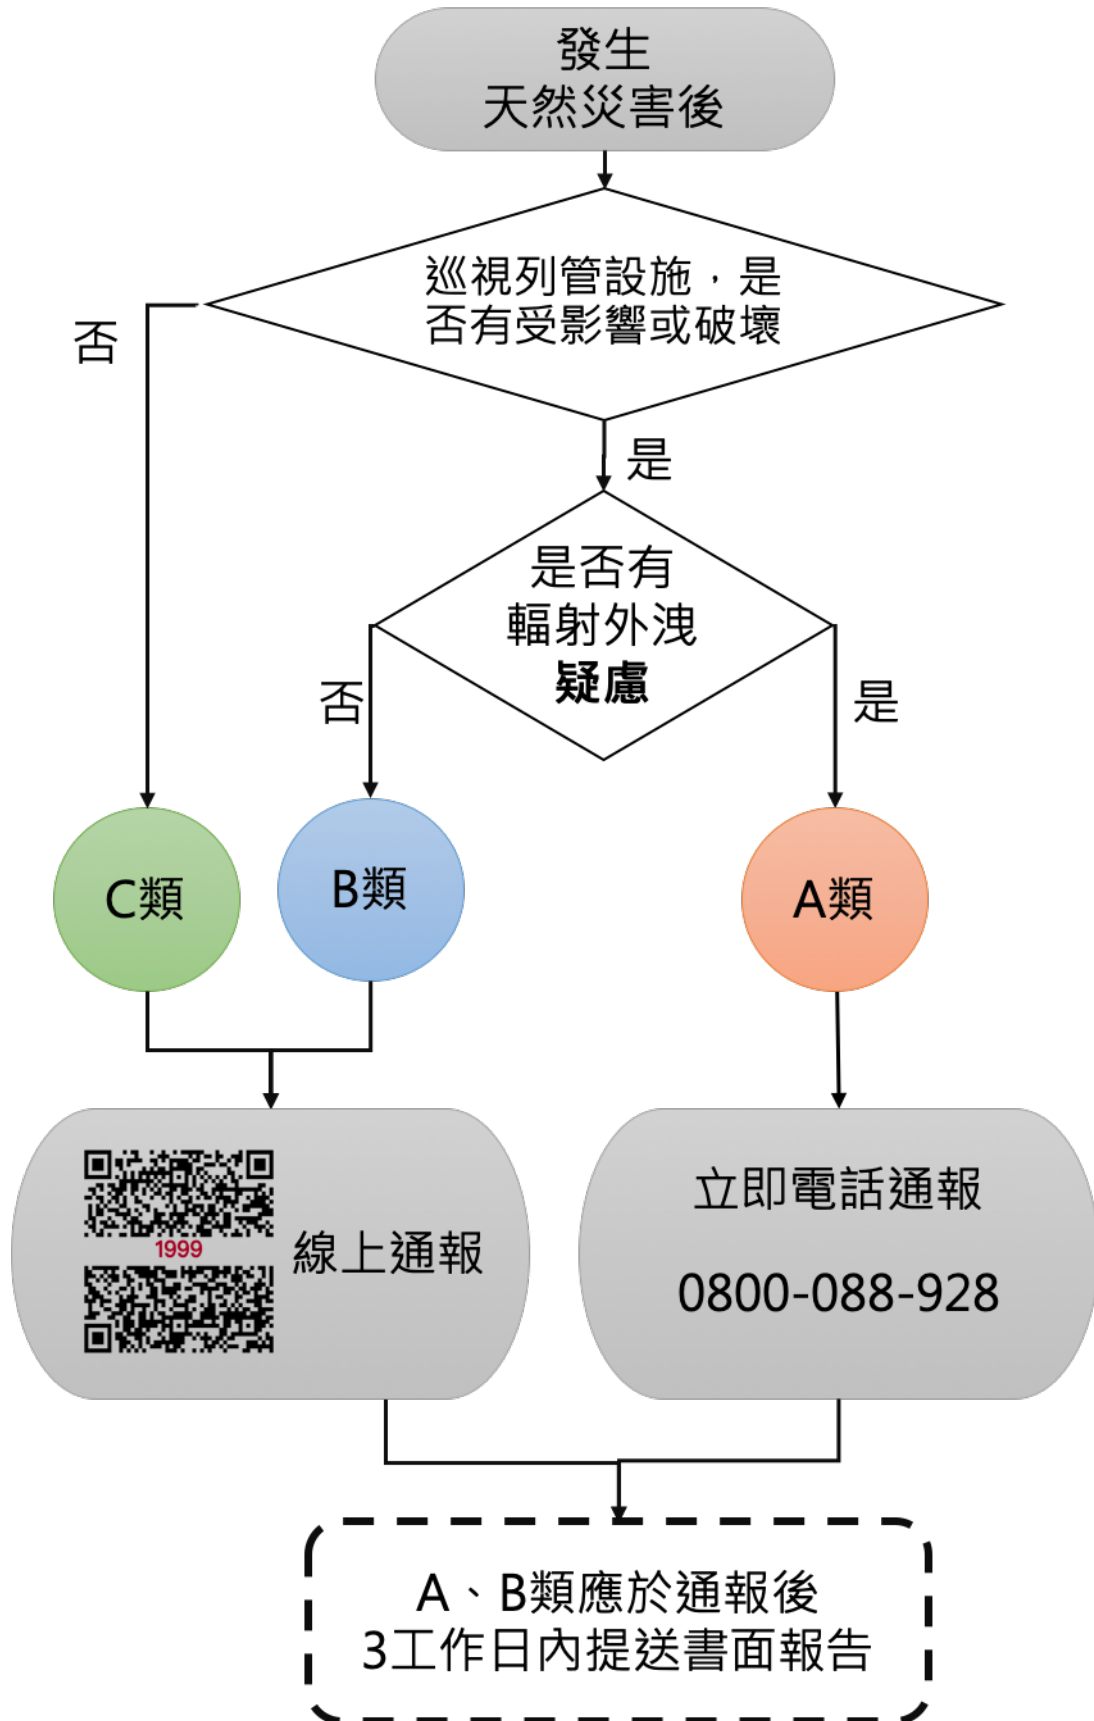 發生
天然災害後
巡視列管設施，是
否有受影響或破壞
否
是
是否有
輻射外洩
疑慮
否
是
C類
B類
A類
1999
線上通報
立即電話通報
0800-088-928
A、B類應於通報後
3工作日內提送書面報告